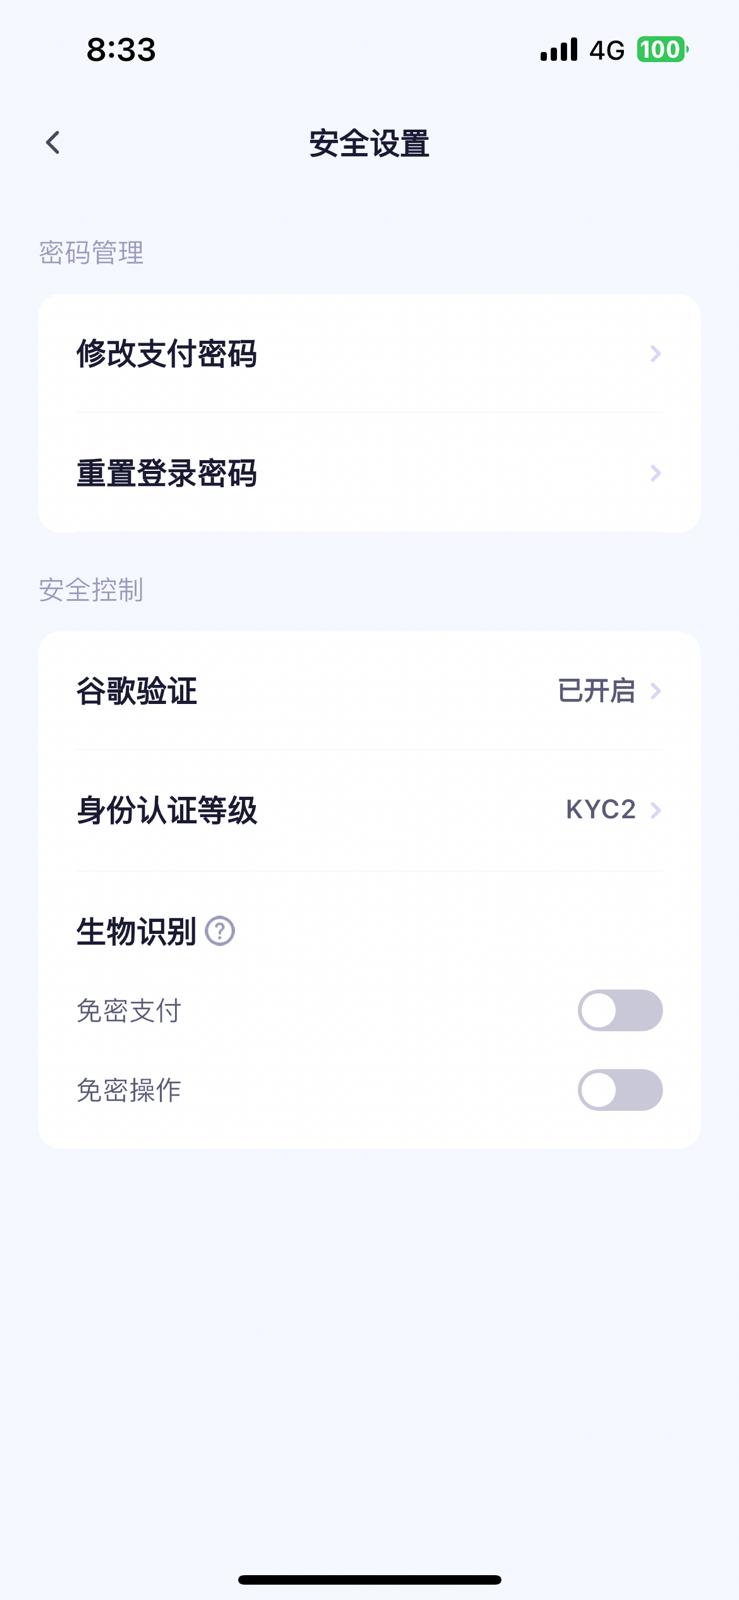 8:33
4G 100
安全设置
密码管理
修改支付密码
重置登录密码
安全控制
谷歌验证 已开启
身份认证等级 KYC2
生物识别 ?
免密支付
免密操作